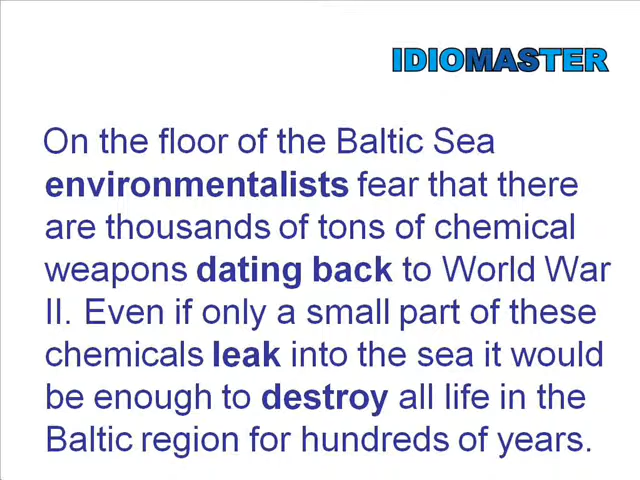 IDIOMASTER
On the floor of the Baltic Sea
environmentalists fear that there
are thousands of tons of chemical
weapons dating back to World War
II. Even if only a small part of these
chemicals leak into the sea it would
be enough to destroy all life in the
Baltic region for hundreds of years.